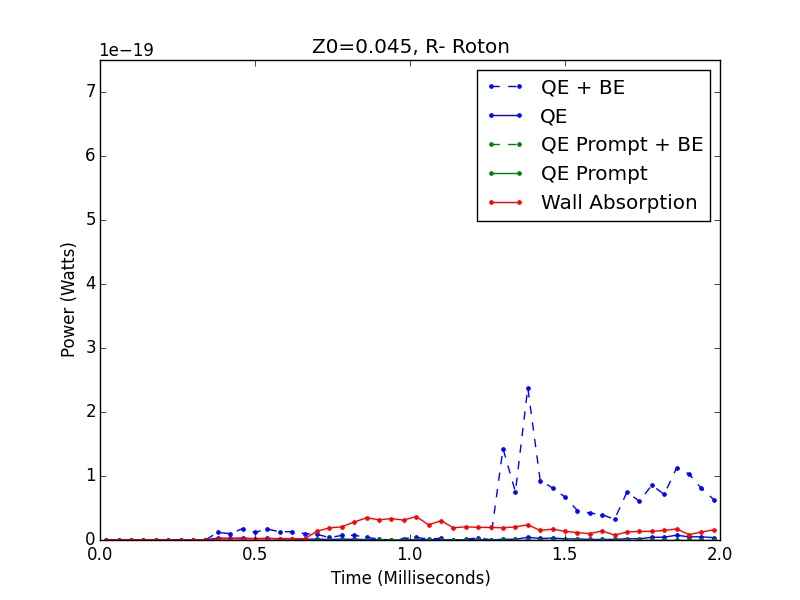 Z0=0.045, R- Roton
1e−19
7
6
5
4
3
2
1
0
Power (Watts)
QE + BE
QE
QE Prompt + BE
QE Prompt
Wall Absorption
0.0 0.5 1.0 1.5 2.0
Time (Milliseconds)